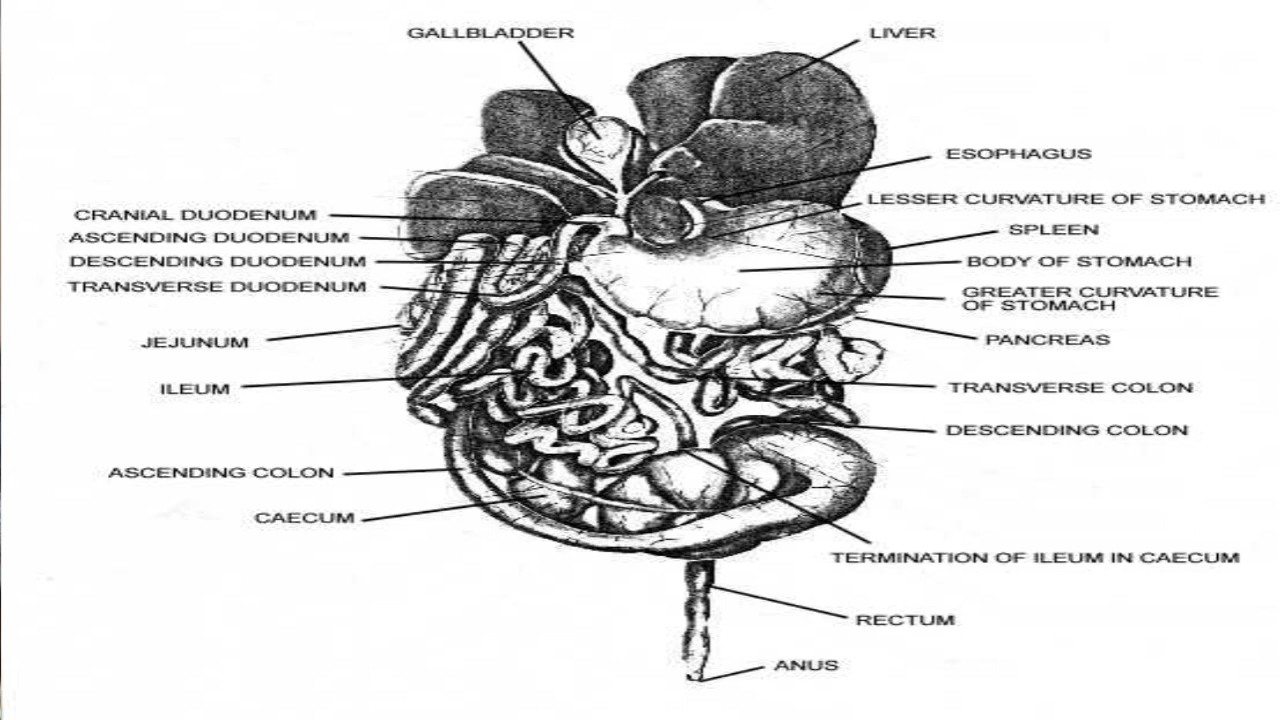 GALLBLADDER
LIVER
ESOPHAGUS
LESSER CURVATURE OF STOMACH
CRANIAL DUODENUM
SPLEEN
ASCENDING DUODENUM
DESCENDING DUODENUM
BODY OF STOMACH
TRANSVERSE DUODENUM
GREATER CURVATURE
OF STOMACH
JEJUNUM
PANCREAS
ILEUM
TRANSVERSE COLON
DESCENDING COLON
ASCENDING COLON
CAECUM
TERMINATION OF ILEUM IN CAECUM
RECTUM
ANUS